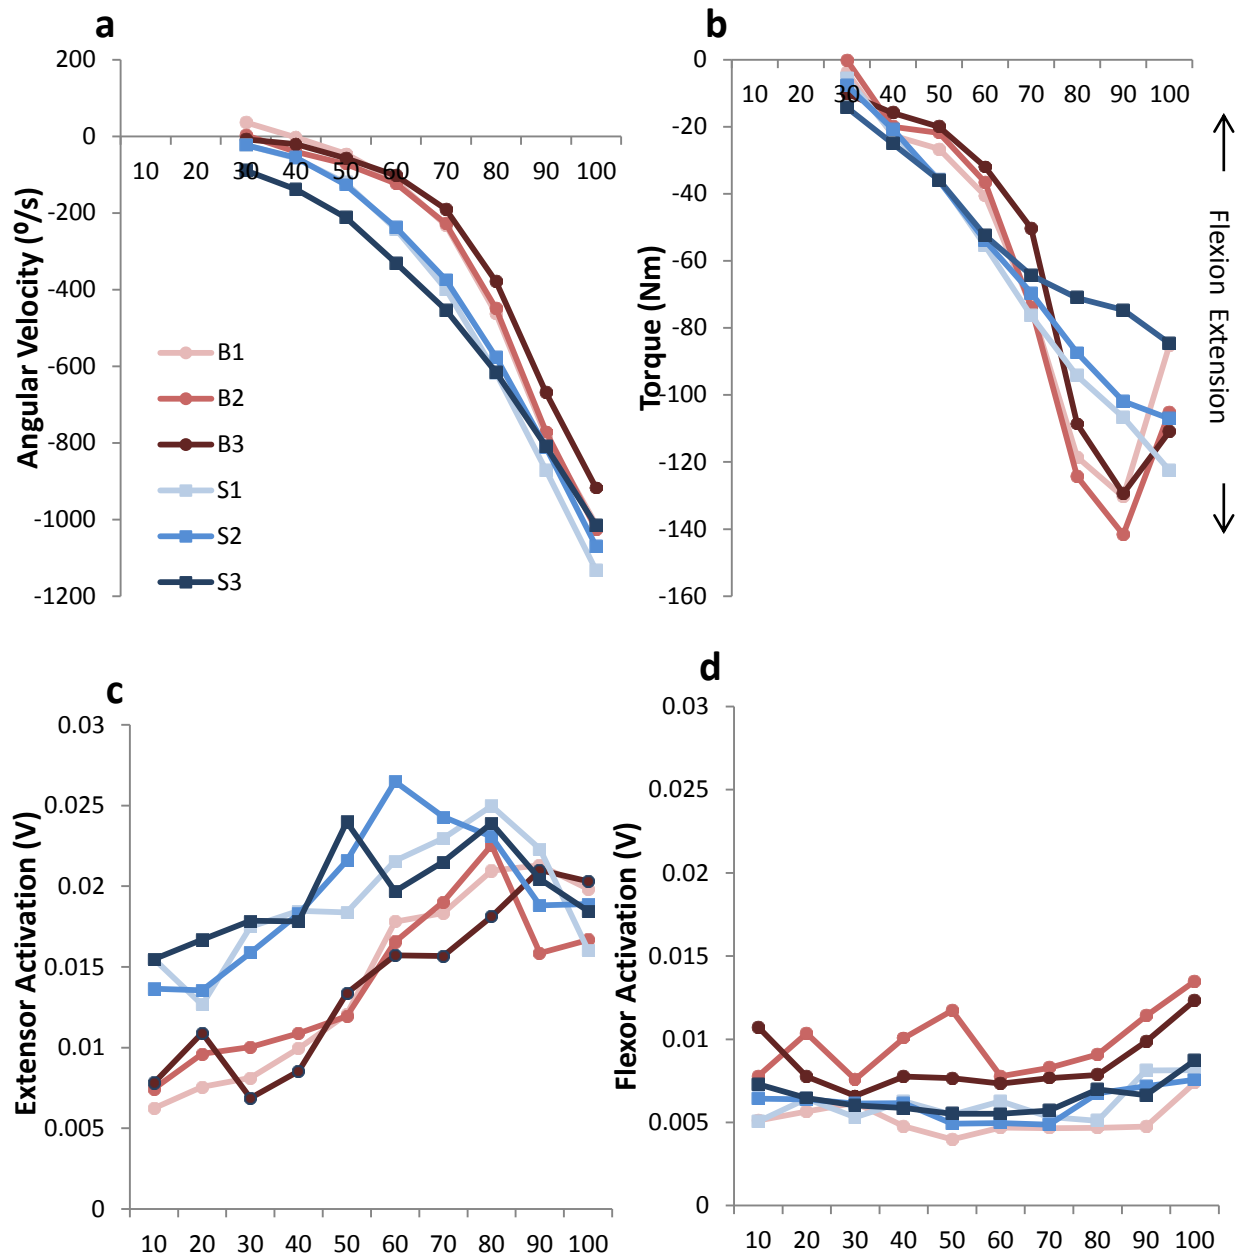 a
Angular Velocity (⁰/s)
200
0
-200
-400
-600
-800
-1000
-1200
10 20 30 40 50 60 70 80 90 100
B1
B2
B3
S1
S2
S3
b
Torque (Nm)
0
-20
-40
-60
-80
-100
-120
-140
-160
10 20 30 40 50 60 70 80 90 100
Flexion Extension
c
Extensor Activation (V)
0.03
0.025
0.02
0.015
0.01
0.005
0
10 20 30 40 50 60 70 80 90 100
d
Flexor Activation (V)
0.03
0.025
0.02
0.015
0.01
0.005
0
10 20 30 40 50 60 70 80 90 100